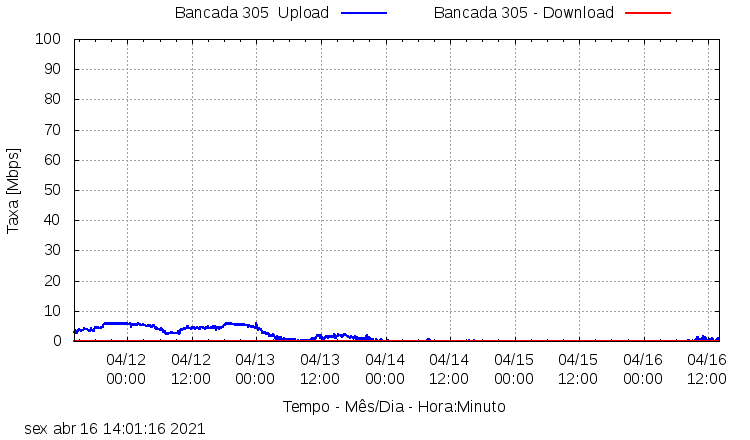 Bancada 305  Upload
Bancada 305 - Download
100
90
80
70
60
50
40
30
20
10
0
Taxa [Mbps]
04/12 04/12 04/13 04/13 04/14 04/14 04/15 04/15 04/16 04/16
00:00 12:00 00:00 12:00 00:00 12:00 00:00 12:00 00:00 12:00
Tempo - Mês/Dia - Hora:Minuto
sex abr 16 14:01:16 2021